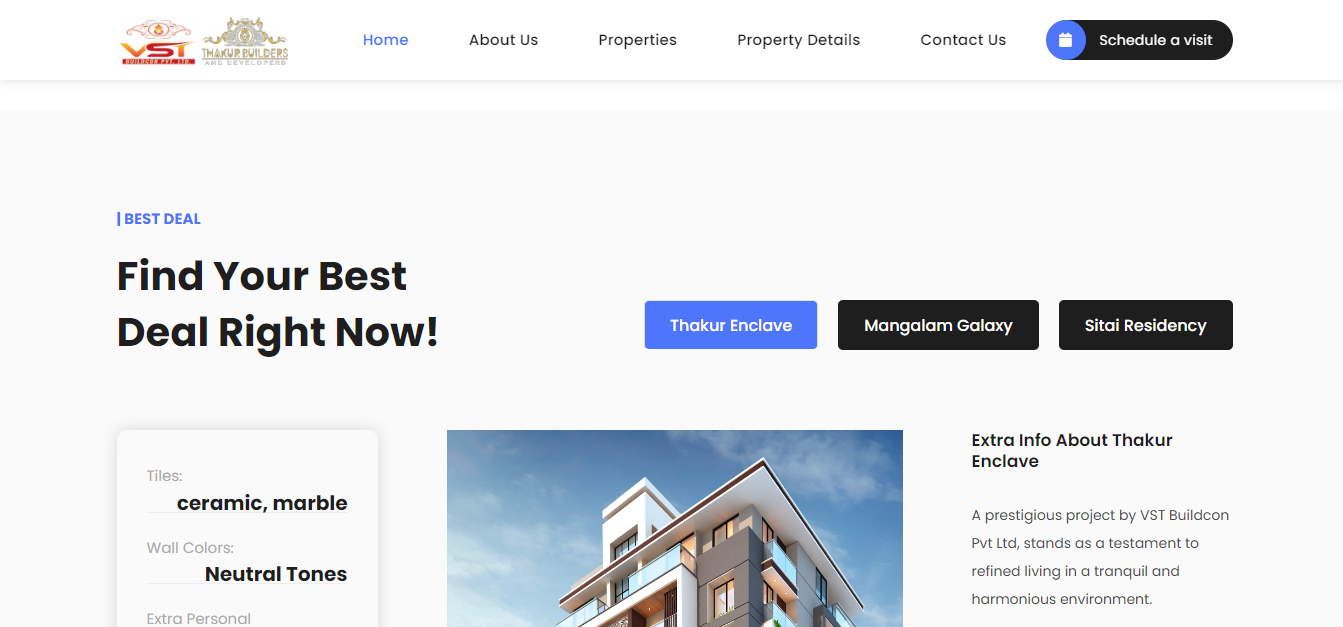 VST
BUILDCON PVT. LTD.
THAKUR BUILDERS
AND DEVELOPERS
Home
About Us
Properties
Property Details
Contact Us
Schedule a visit
| BEST DEAL
Find Your Best
Deal Right Now!
Thakur Enclave
Mangalam Galaxy
Sitai Residency
Tiles:
ceramic, marble
Wall Colors:
Neutral Tones
Extra Personal
Extra Info About Thakur
Enclave
A prestigious project by VST Buildcon
Pvt Ltd, stands as a testament to
refined living in a tranquil and
harmonious environment.